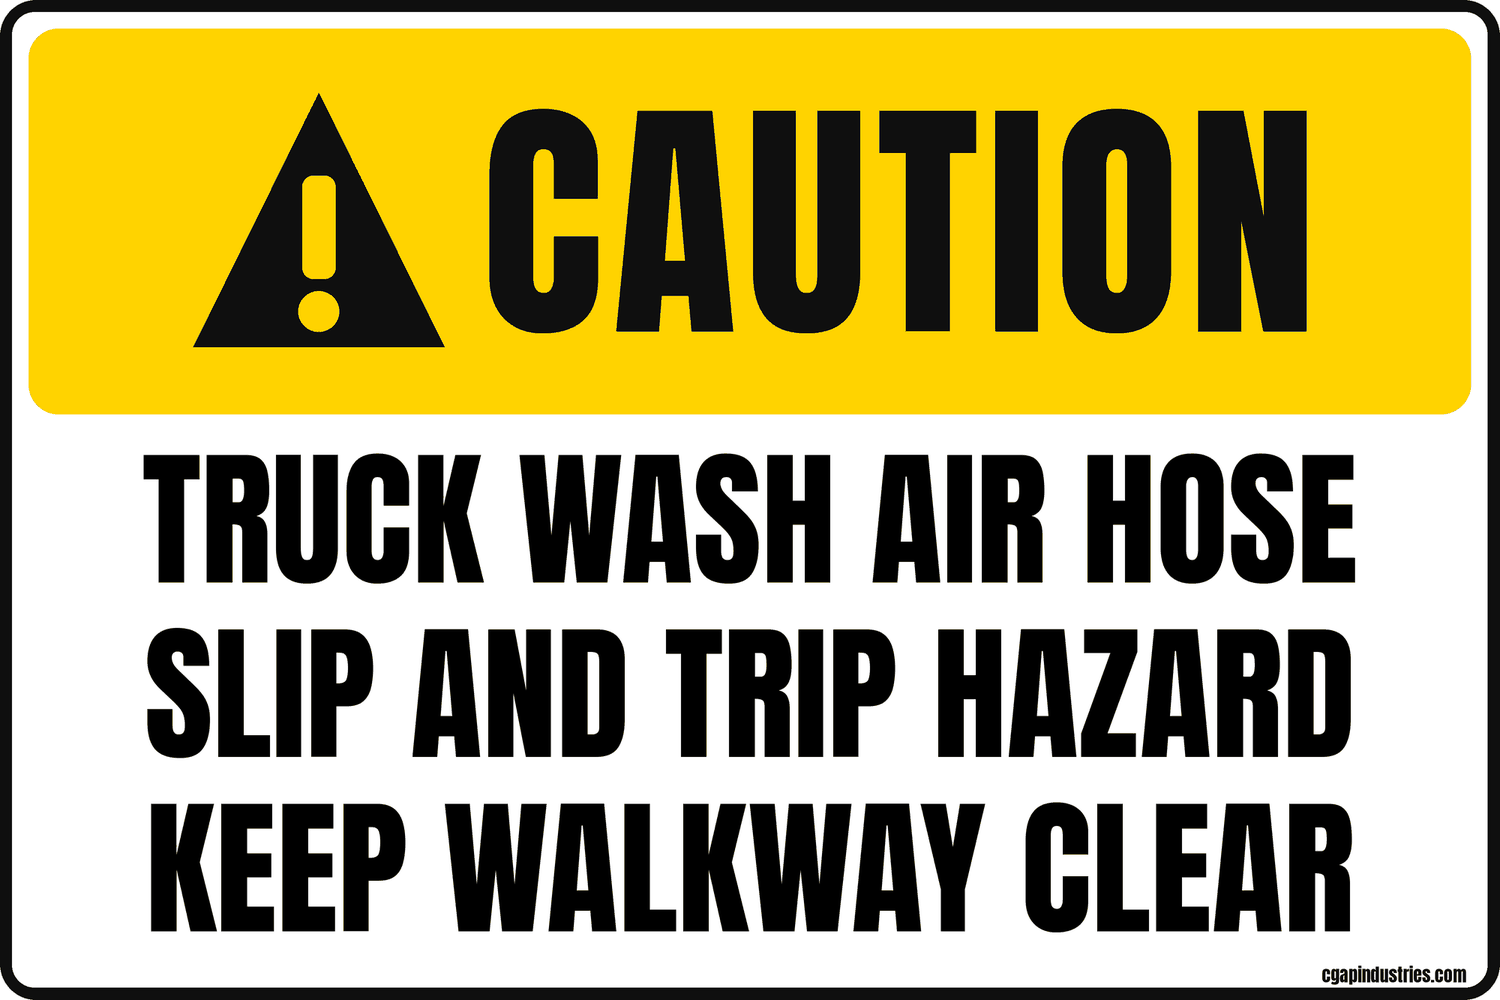 CAUTION
TRUCK WASH AIR HOSE
SLIP AND TRIP HAZARD
KEEP WALKWAY CLEAR
cgapindustries.com